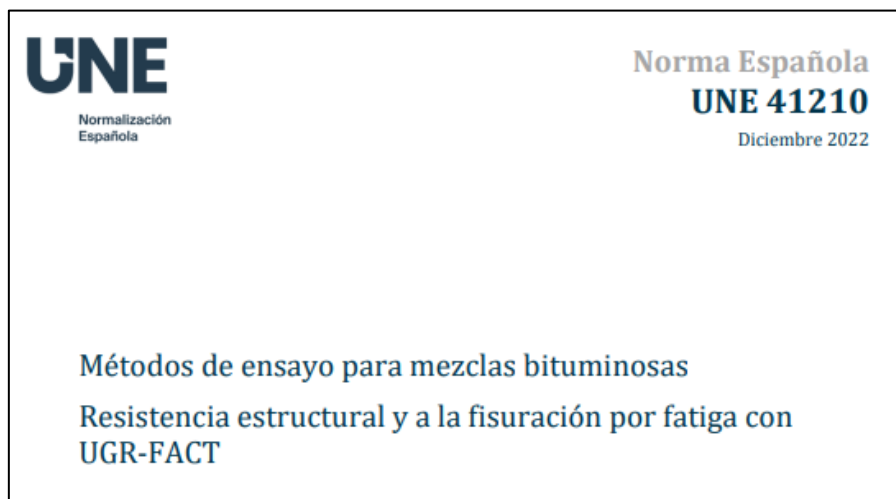 UNE
Normalización
Española
Norma Española
UNE 41210
Diciembre 2022
Métodos de ensayo para mezclas bituminosas
Resistencia estructural y a la fisuración por fatiga con
UGR-FACT